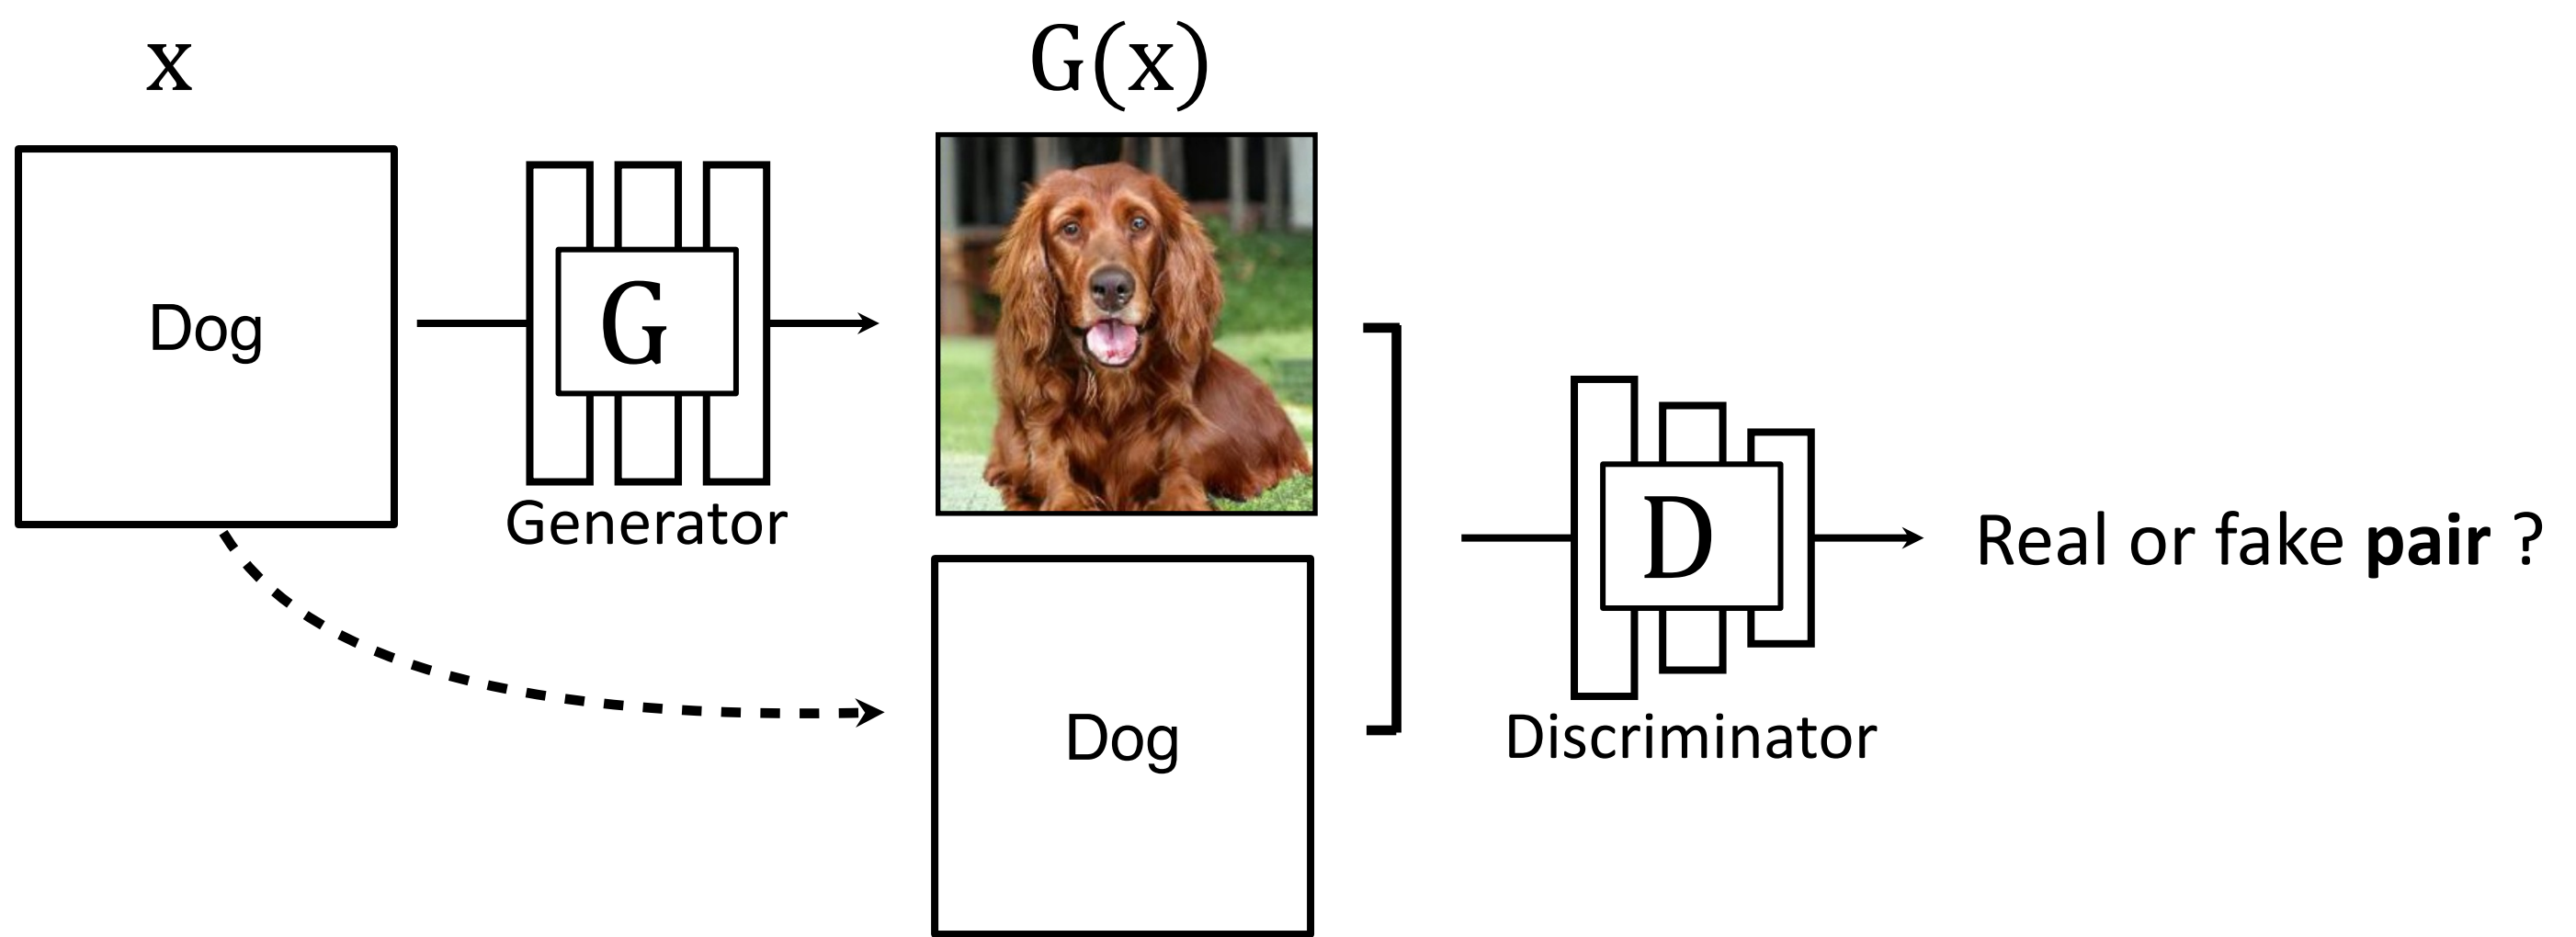 x
G(x)
Dog
G
Generator
Dog
D
Discriminator
Real or fake pair ?